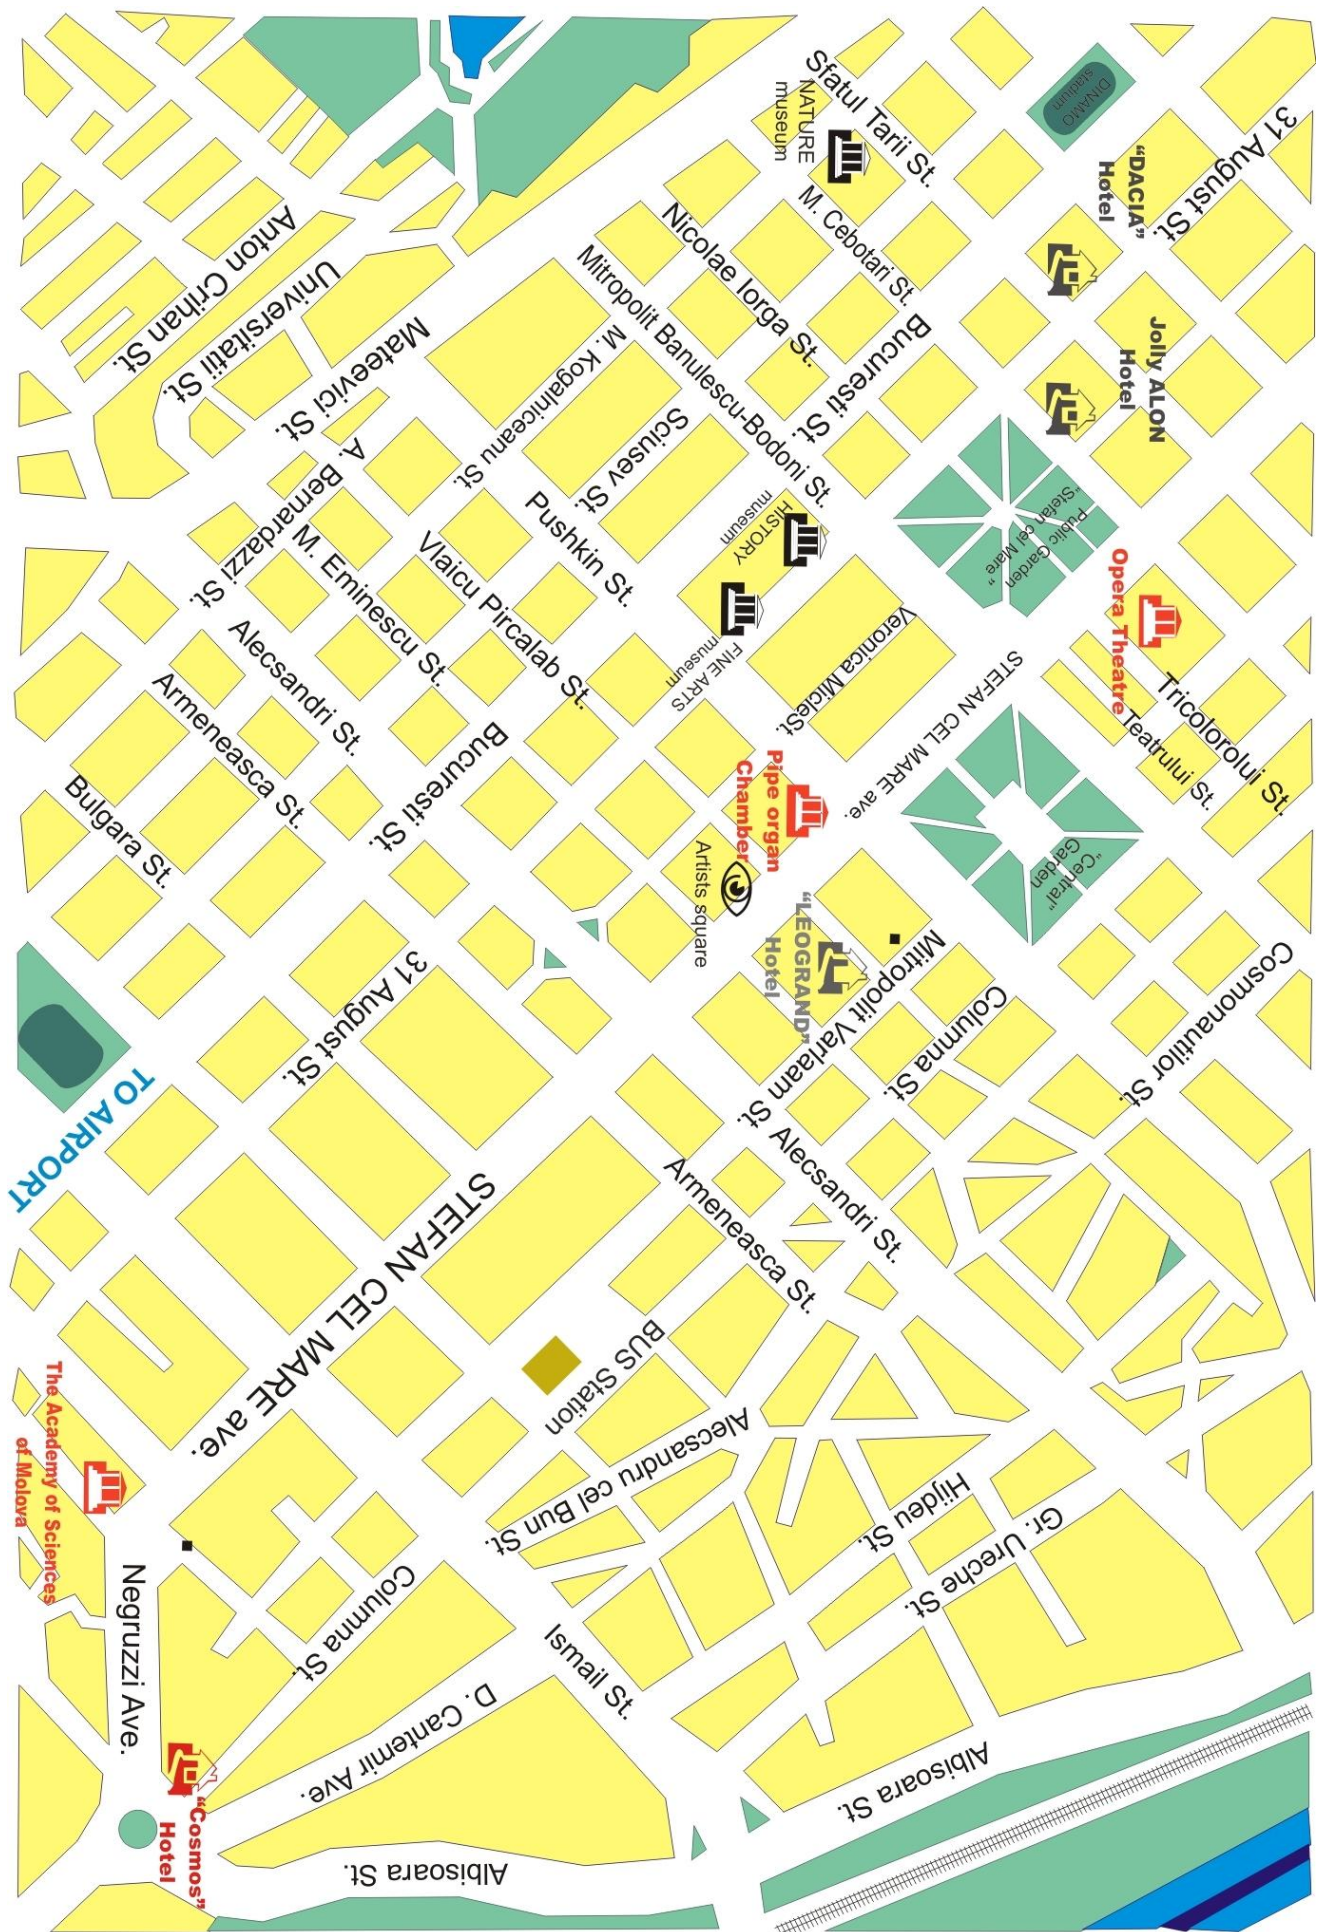 Sfatul Tarii St.
NATURE
museum
DINAMO
stadium
31 August St.
"DACIA"
Hotel
M. Cebotari St.
Nicolae Iorga St.
Anton Crihan St.
Universitatii St.
Mateevici St.
Mitropolit Banulescu-Bodoni St.
Bucuresti St.
Jolly ALON
Hotel
M. Kogalniceanu St.
Sciusev St.
A. Bernardazzi St.
Pushkin St.
HISTORY
museum
Public Garden
"Stefan cel Mare"
Opera Theatre
M. Eminescu St.
Vlaicu Pircalab St.
FINE ARTS
museum
Veronica MicleSt.
STEFAN CEL MARE ave.
Tricolorolui St.
Teatrului St.
Alecsandri St.
Armeneasca St.
Bulgara St.
Bucuresti St.
Pipe organ
Chamber
Artists square
"Central"
Garden
"LEOGRAND"
Hotel
Mitropolit Varlaam St.
Columna St.
Cosmonautilor St.
31 August St.
TO AIRPORT
Alecsandri St.
Armeneasca St.
STEFAN CEL MARE ave.
BUS Station
Alecsandru cel Bun St.
Hijdeu St.
Gr. Ureche St.
The Academy of Sciences
of Molova
Negruzzi Ave.
Columna St.
Ismail St.
D. Cantemir Ave.
Albisoara St.
"Cosmos"
Hotel
Albisoara St.